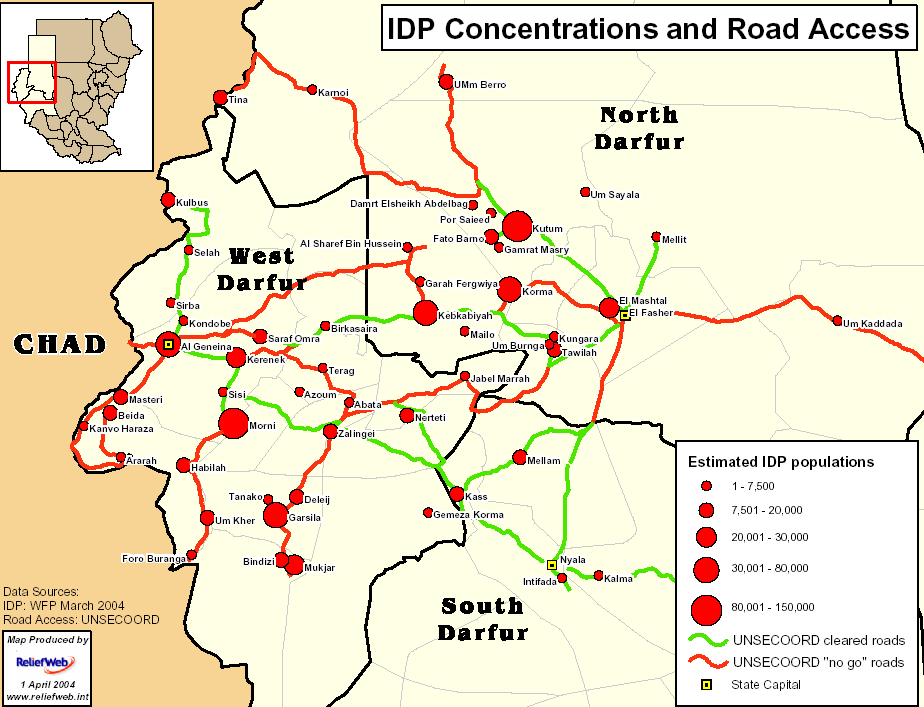 IDP Concentrations and Road Access
UMm Berro
Karnoi
Tina
North
Darfur
Um Sayala
Kulbus
Damrt Elsheikh Abdelbag
Por Saieed
Kutum
Fato Barno
Mellit
Al Sharef Bin Hussein
Gamrat Masry
Selah
West
Darfur
Garah Fergwiya
Korma
Sirba
El Mashtal
El Fasher
Kebkabiyah
Kondobe
Birkasaira
Um Kaddada
CHAD
Saraf Omra
Mailo
Kungara
Al Geneina
Um Burnga
Tawilah
Kerenek
Terag
Jabel Marrah
Sisi
Azoum
Masteri
Abata
Beida
Nerteti
Kanvo Haraza
Morni
Zalingei
Ararah
Mellam
Habilah
Tanako
Deleij
Kass
Gemeza Korma
Um Kher
Garsila
Foro Buranga
Bindizi
Mukjar
Nyala
Intifada
Kalma
South
Darfur
Data Sources:
IDP: WFP March 2004
Road Access: UNSECOORD
Map Produced by
ReliefWeb
1 April 2004
www.reliefweb.int
Estimated IDP populations
1 - 7,500
7,501 - 20,000
20,001 - 30,000
30,001 - 80,000
80,001 - 150,000
UNSECOORD cleared roads
UNSECOORD "no go" roads
State Capital